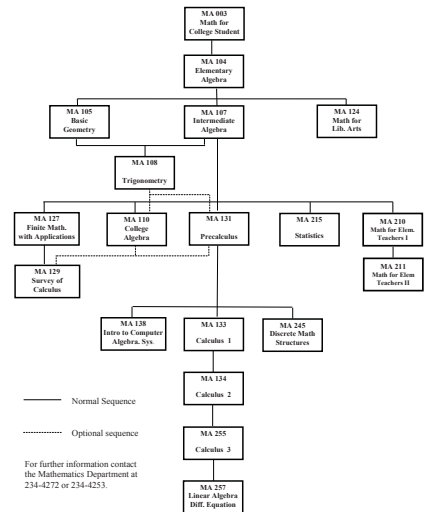 MA 003
Math for
College Student
MA 104
Elementary
Algebra
MA 105
Basic
Geometry
MA 107
Intermediate
Algebra
MA 124
Math for
Lib. Arts
MA 108
Trigonometry
MA 127
Finite Math.
with Applications
MA 110
College
Algebra
MA 131
Precalculus
MA 215
Statistics
MA 210
Math for Elem.
Teachers I
MA 129
Survey of
Calculus
MA 211
Math for Elem
Teachers II
MA 138
Intro to Computer
Algebra. Sys.
MA 133
Calculus 1
MA 245
Discrete Math
Structures
MA 134
Calculus 2
Normal Sequence
Optional sequence
MA 255
Calculus 3
For further information contact
the Mathematics Department at
234-4272 or 234-4253.
MA 257
Linear Algebra
Diff. Equation